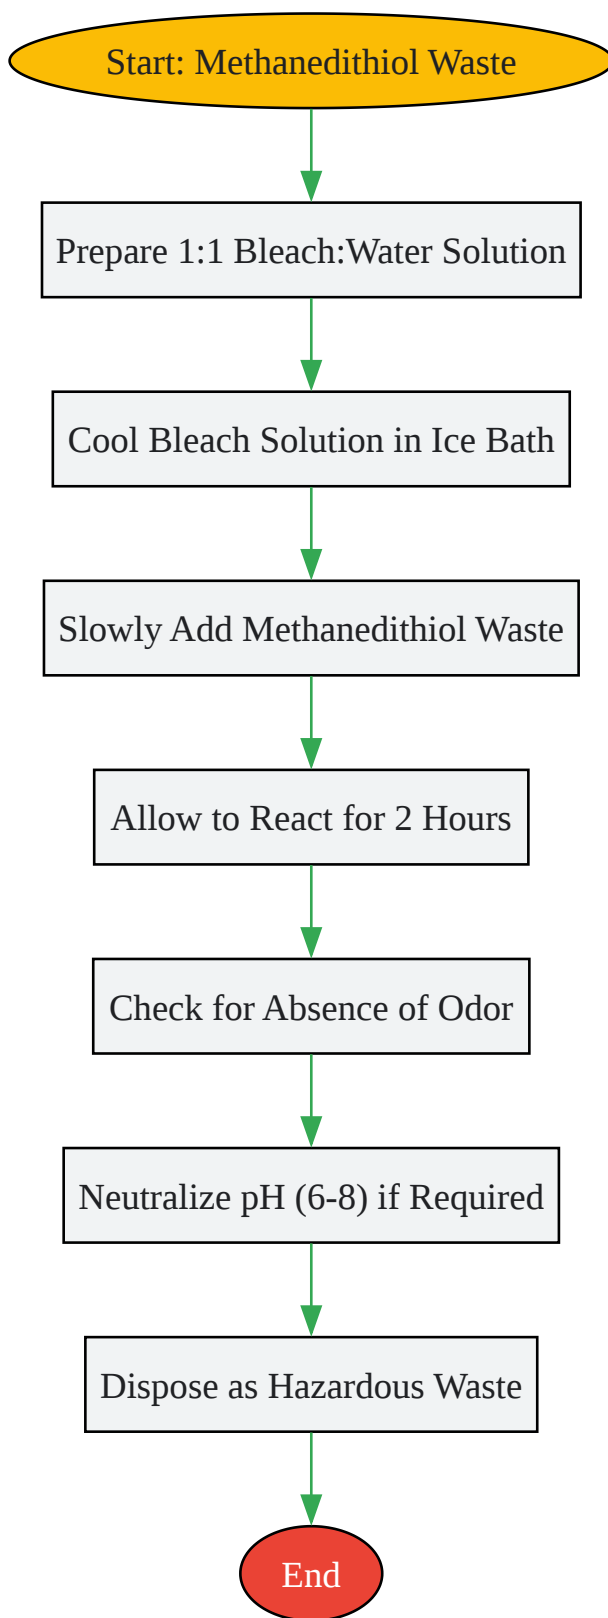 Start: Methanedithiol Waste
Prepare 1:1 Bleach:Water Solution
Cool Bleach Solution in Ice Bath
Slowly Add Methanedithiol Waste
Allow to React for 2 Hours
Check for Absence of Odor
Neutralize pH (6-8) if Required
Dispose as Hazardous Waste
End